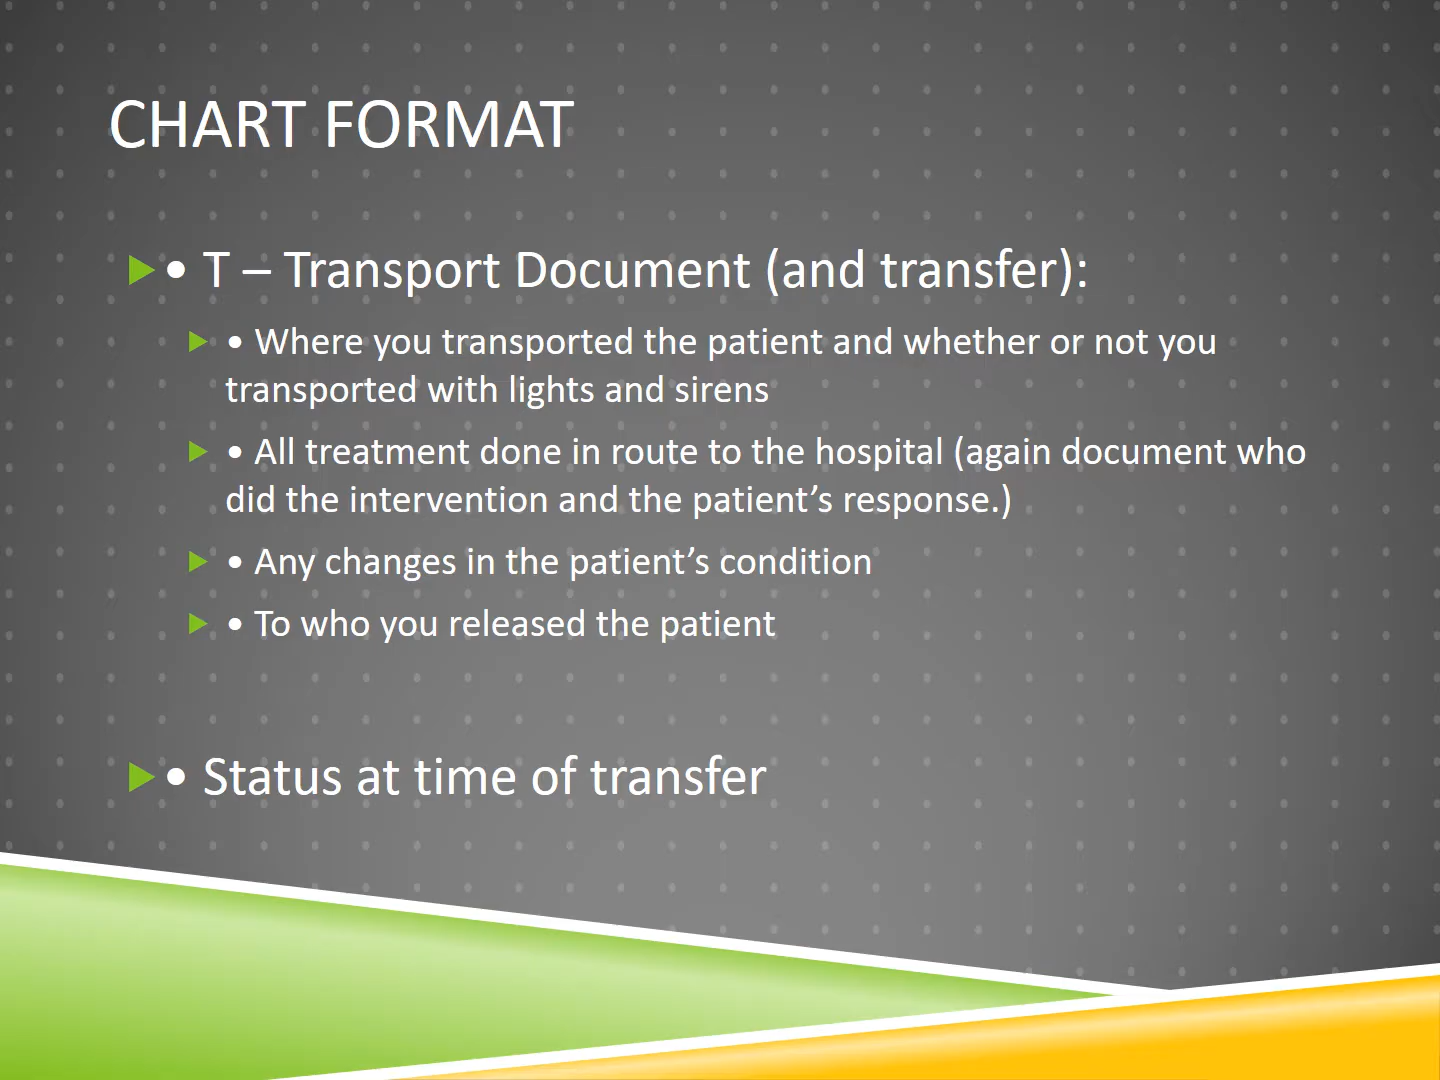 CHART FORMAT
• T – Transport Document (and transfer):
• Where you transported the patient and whether or not you
transported with lights and sirens
• All treatment done in route to the hospital (again document who
did the intervention and the patient’s response.)
• Any changes in the patient’s condition
• To who you released the patient
• Status at time of transfer